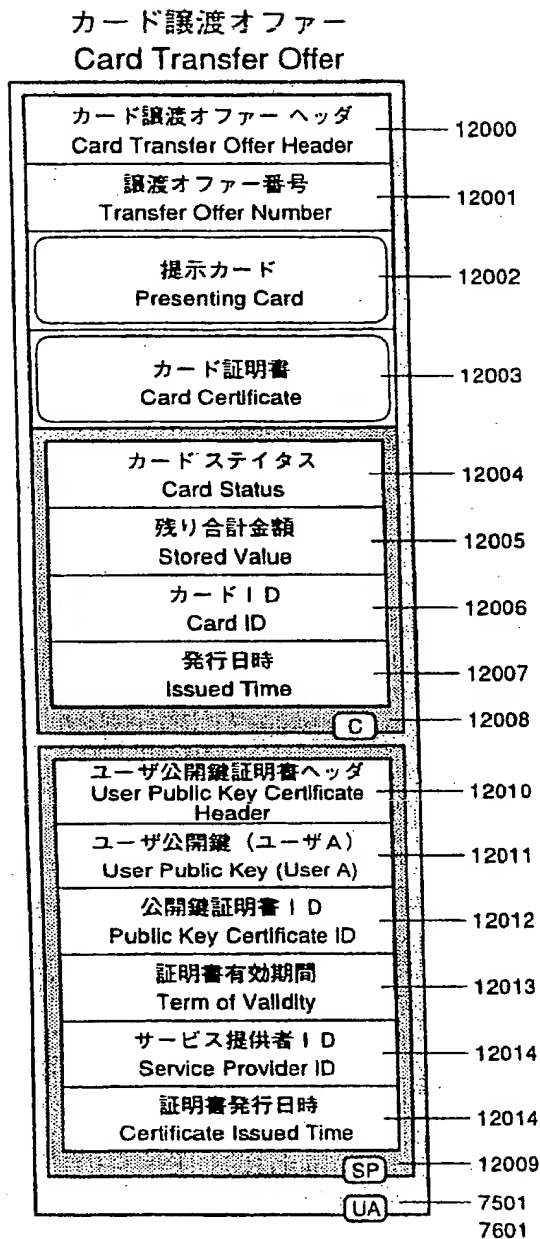 カード譲渡オファー
Card Transfer Offer
カード譲渡オファー ヘッダ
Card Transfer Offer Header
12000
譲渡オファー番号
Transfer Offer Number
12001
提示カード
Presenting Card
12002
カード証明書
Card Certificate
12003
カード ステイタス
Card Status
12004
残り合計金額
Stored Value
12005
カード I D
Card ID
12006
発行日時
Issued Time
12007
C
12008
ユーザ公開鍵証明書ヘッダ
User Public Key Certificate
Header
12010
ユーザ公開鍵（ユーザA）
User Public Key (User A)
12011
公開鍵証明書 I D
Public Key Certificate ID
12012
証明書有効期間
Term of Validity
12013
サービス提供者 I D
Service Provider ID
12014
証明書発行日時
Certificate Issued Time
12014
SP
12009
UA
7501
7601